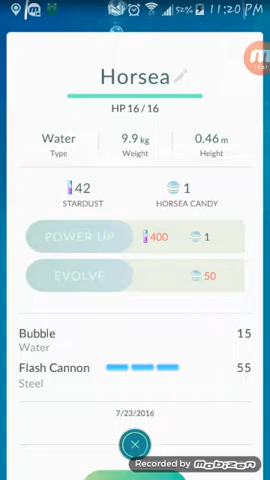 52% 11:20 PM
Horsea
HP 16 / 16
Water 9.9 kg 0.46 m
Type Weight Height
42 1
STARDUST HORSEA CANDY
POWER UP 400 1
EVOLVE 50
Bubble 15
Water
Flash Cannon 55
Steel
7/23/2016
Recorded by mobizen